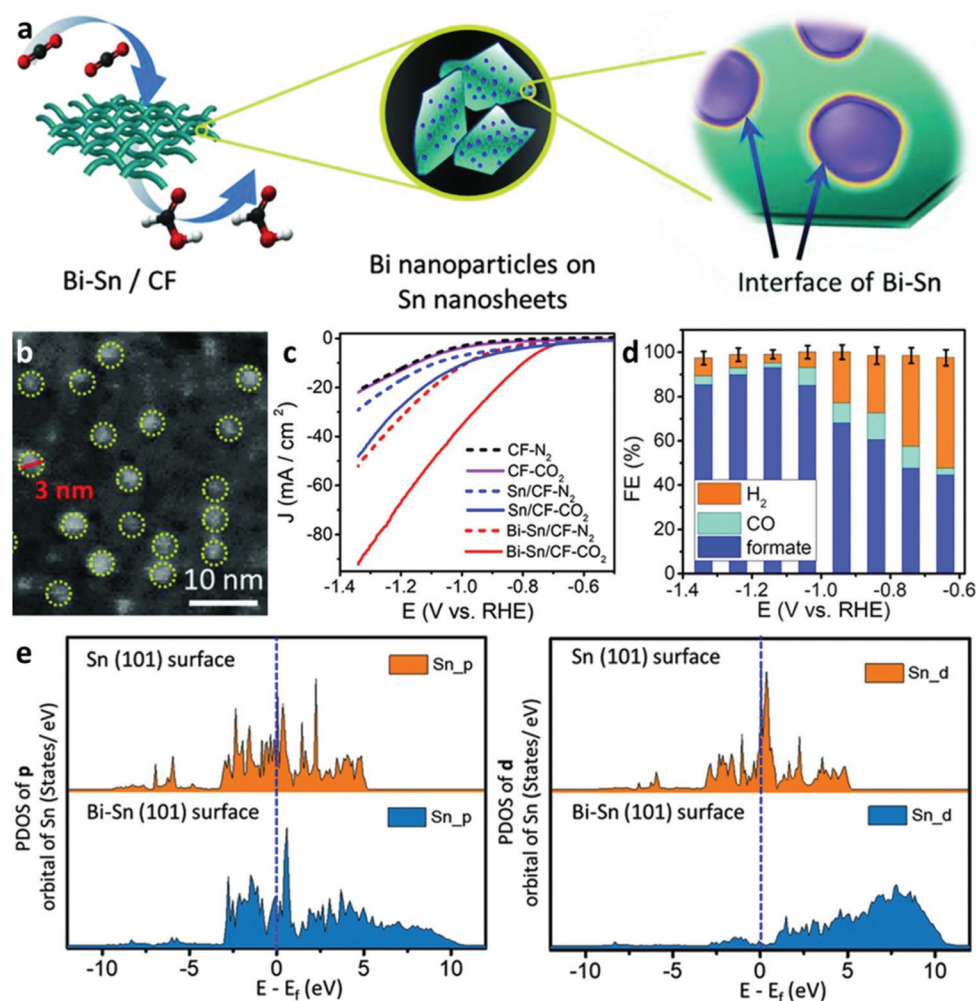 a
Bi-Sn / CF
Bi nanoparticles on
Sn nanosheets
Interface of Bi-Sn
b
3 nm
10 nm
c
0
-20
-40
-60
-80
J (mA / cm²)
CF-N₂
CF-CO₂
Sn/CF-N₂
Sn/CF-CO₂
Bi-Sn/CF-N₂
Bi-Sn/CF-CO₂
-1.4 -1.2 -1.0 -0.8 -0.6
E (V vs. RHE)
d
100
80
60
40
20
0
FE (%)
H₂
CO
formate
-1.4 -1.2 -1.0 -0.8 -0.6
E (V vs. RHE)
e
PDOS of p
orbital of Sn (States/ eV)
Sn (101) surface
Sn_p
Bi-Sn (101) surface
Sn_p
-10 -5 0 5 10
E - Ef (eV)
PDOS of d
orbital of Sn (States/ eV)
Sn (101) surface
Sn_d
Bi-Sn (101) surface
Sn_d
-10 -5 0 5 10
E - Ef (eV)